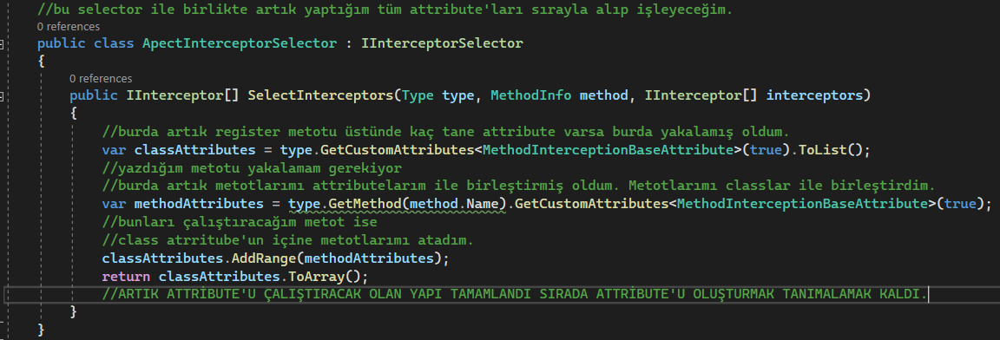 //bu selector ile birlikte artık yaptığım tüm attribute'ları sırayla alıp işleyeceğim.
0 references
public class ApectInterceptorSelector : IInterceptorSelector
{
0 references
public IInterceptor[] SelectInterceptors(Type type, MethodInfo method, IInterceptor[] interceptors)
{
//burda artık register metotu üstünde kaç tane attribute varsa burda yakalamış oldum.
var classAttributes = type.GetCustomAttributes<MethodInterceptionBaseAttribute>(true).ToList();
//yazdığım metotu yakalamam gerekiyor
//burda artık metotlarımı attributelarım ile birleştirmiş oldum. Metotlarımı classlar ile birleştirdim.
var methodAttributes = type.GetMethod(method.Name).GetCustomAttributes<MethodInterceptionBaseAttribute>(true);
//bunları çalıştıracağım metot ise
//class atrritube'un içine metotlarımı atadım.
classAttributes.AddRange(methodAttributes);
return classAttributes.ToArray();
//ARTIK ATTRİBUTE'U ÇALIŞTIRACAK OLAN YAPI TAMAMLANDI SIRADA ATTRİBUTE'U OLUŞTURMAK TANIMALAMAK KALDI.
}
}